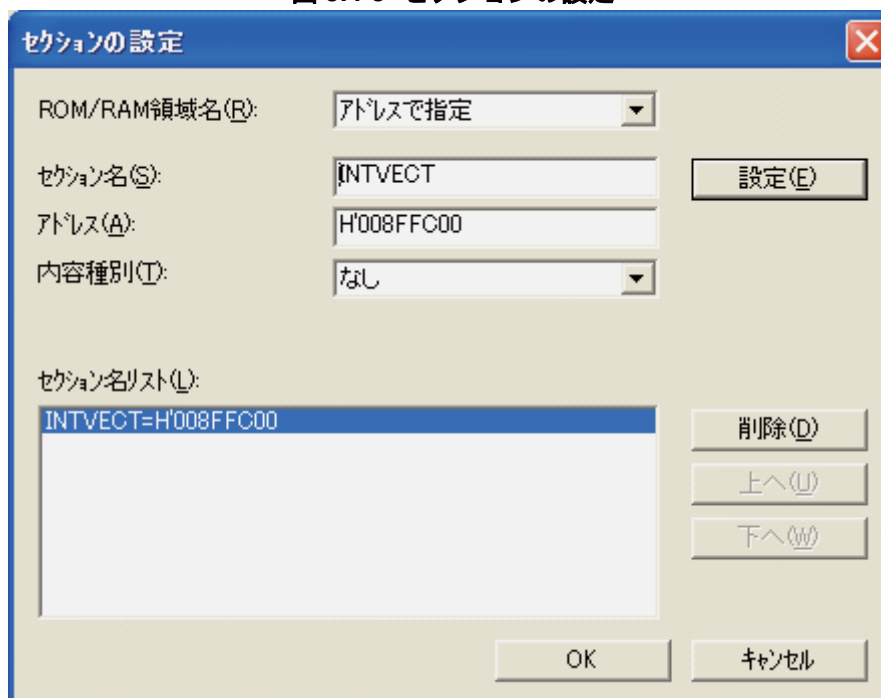 セクションの設定
ROM/RAM領域名(R):
アドレスで指定
セクション名(S):
INTVECT
設定(E)
アドレス(A):
H'008FFC00
内容種別(T):
なし
セクション名リスト(L):
INTVECT=H'008FFC00
削除(D)
上へ(U)
下へ(W)
OK
キャンセル